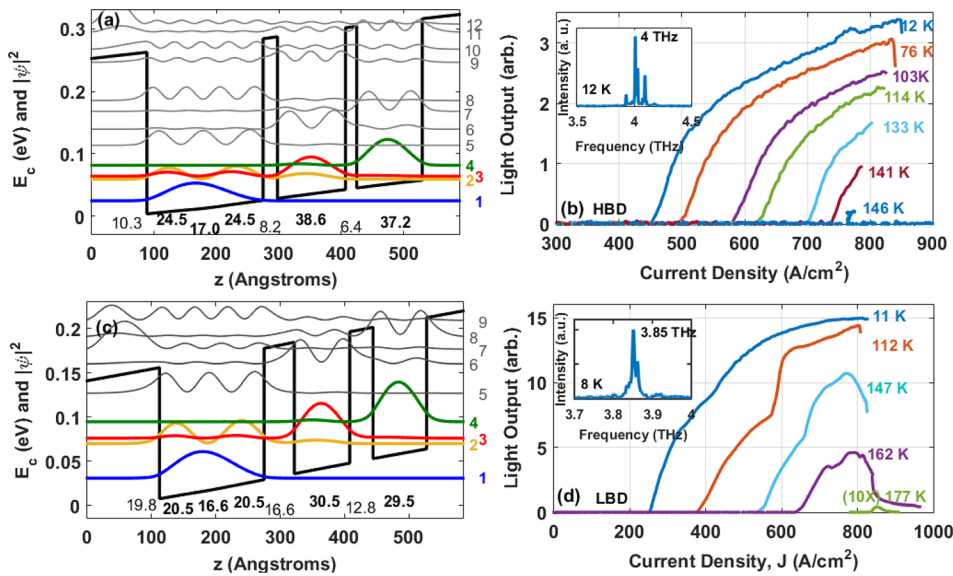 (a)
E_c (eV) and |ψ|²
0.3
0.2
0.1
0
12
11
10
9
8
7
6
5
4
3
2
1
10.3 24.5 17.0 24.5 8.2 38.6 6.4 37.2
0 100 200 300 400 500
z (Angstroms)
Light Output (arb.)
3
2
1
0
Intensity (a. u.)
4 THz
12 K
3.5 4 4.5
Frequency (THz)
12 K
76 K
103K
114 K
133 K
141 K
146 K
(b) HBD
300 400 500 600 700 800 900
Current Density (A/cm²)
(c)
E_c (eV) and |ψ|²
0.2
0.15
0.1
0.05
0
9
8
7
6
5
4
3
2
1
19.8 20.5 16.6 20.5 16.6 30.5 12.8 29.5
0 100 200 300 400 500
z (Angstroms)
Light Output (arb.)
15
10
5
0
Intensity (a.u.)
3.85 THz
8 K
3.7 3.8 3.9 4
Frequency (THz)
11 K
112 K
147 K
162 K
(10X) 177 K
(d) LBD
0 200 400 600 800 1000
Current Density, J (A/cm²)